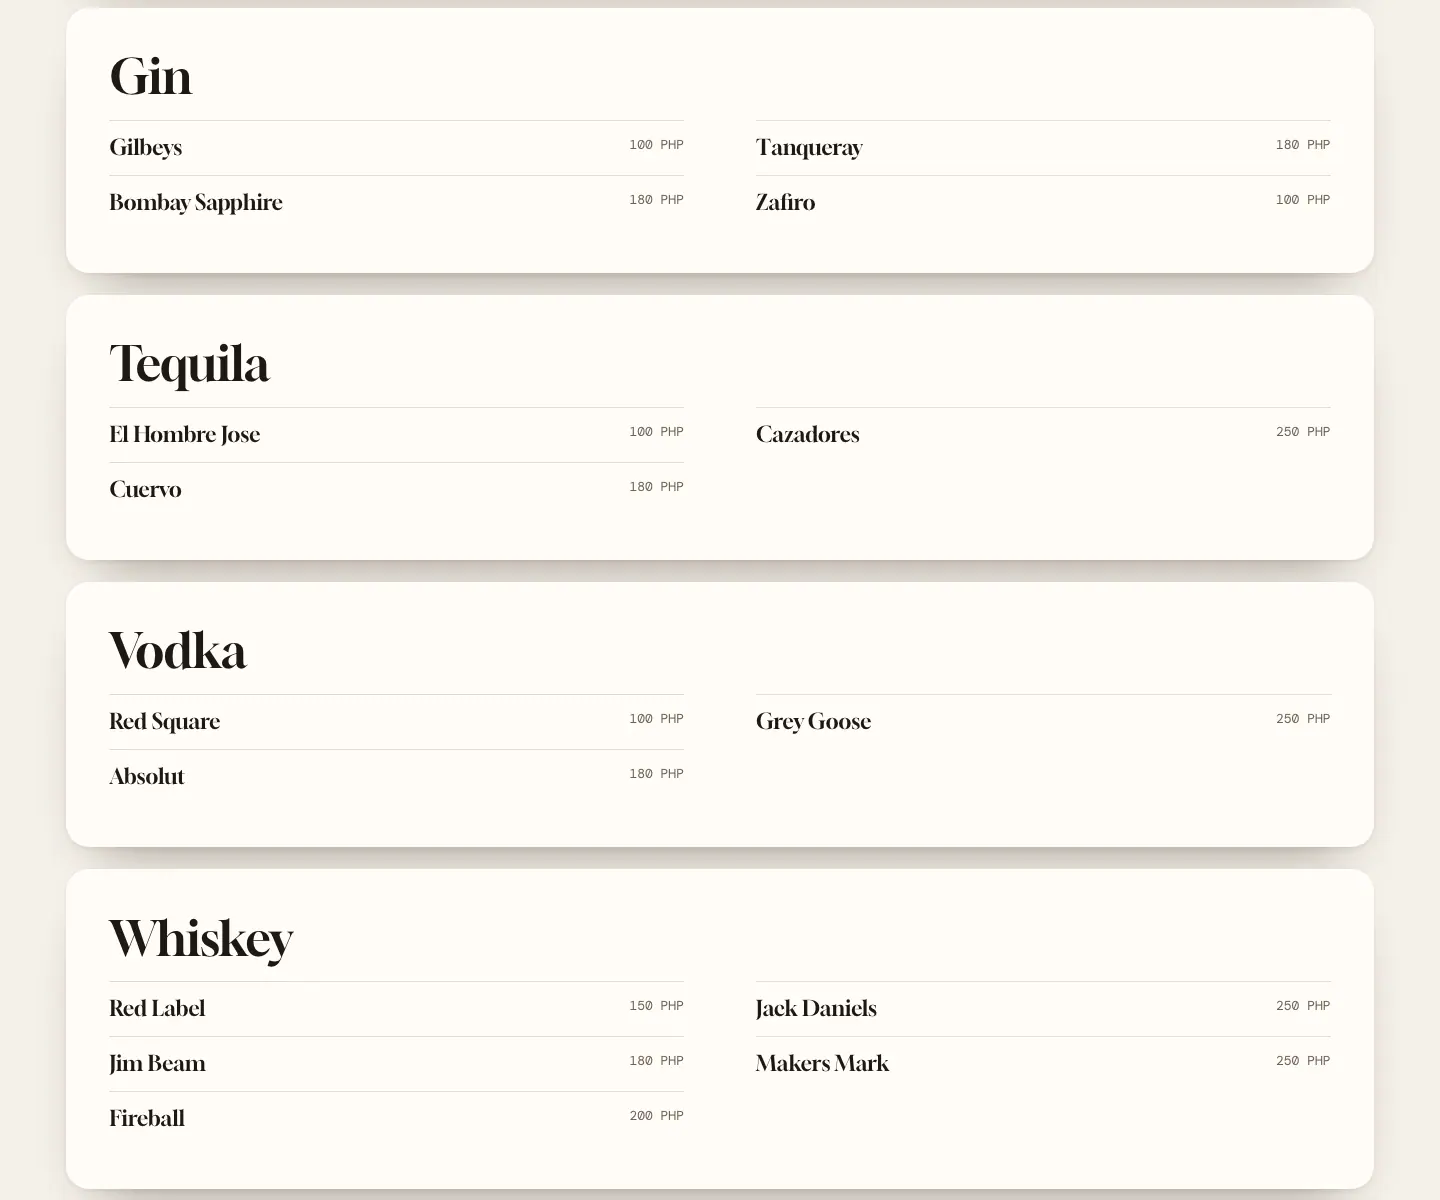 Gin
Gilbeys 100 PHP
Bombay Sapphire 180 PHP
Tanqueray 180 PHP
Zafiro 100 PHP
Tequila
El Hombre Jose 100 PHP
Cuervo 180 PHP
Cazadores 250 PHP
Vodka
Red Square 100 PHP
Absolut 180 PHP
Grey Goose 250 PHP
Whiskey
Red Label 150 PHP
Jim Beam 180 PHP
Fireball 200 PHP
Jack Daniels 250 PHP
Makers Mark 250 PHP